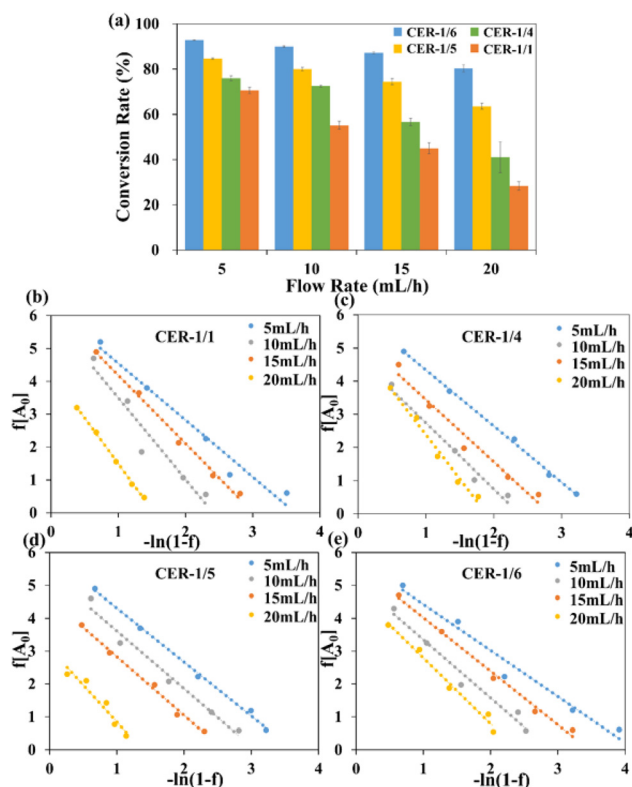 (a)
100
80
60
40
20
0
Conversion Rate (%)
CER-1/6 CER-1/4
CER-1/5 CER-1/1
5 10 15 20
Flow Rate (mL/h)
(b)
CER-1/1
5mL/h
10mL/h
15mL/h
20mL/h
f[A0]
6
5
4
3
2
1
0
0 1 2 3 4
-ln(1-f)
(c)
CER-1/4
5mL/h
10mL/h
15mL/h
20mL/h
f[A0]
6
5
4
3
2
1
0
0 1 2 3 4
-ln(1-f)
(d)
CER-1/5
5mL/h
10mL/h
15mL/h
20mL/h
f[A0]
6
5
4
3
2
1
0
0 1 2 3 4
-ln(1-f)
(e)
CER-1/6
5mL/h
10mL/h
15mL/h
20mL/h
f[A0]
6
5
4
3
2
1
0
0 1 2 3 4
-ln(1-f)